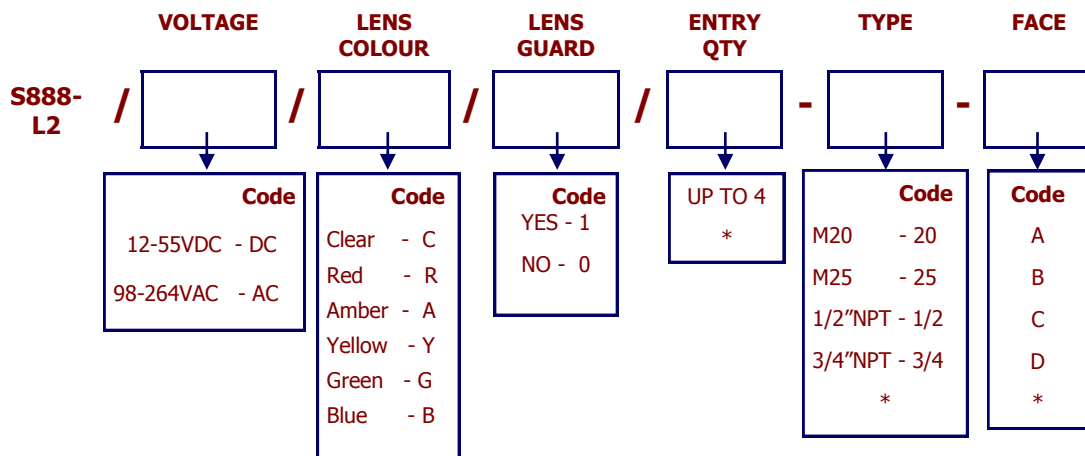 VOLTAGE
LENS
COLOUR
LENS
GUARD
ENTRY
QTY
TYPE
FACE
S888-
L2
/ / / / - -
Code
12-55VDC - DC
98-264VAC - AC
Code
Clear - C
Red - R
Amber - A
Yellow - Y
Green - G
Blue - B
Code
YES - 1
NO - 0
UP TO 4
*
Code
M20 - 20
M25 - 25
1/2”NPT - 1/2
3/4”NPT - 3/4
*
Code
A
B
C
D
*